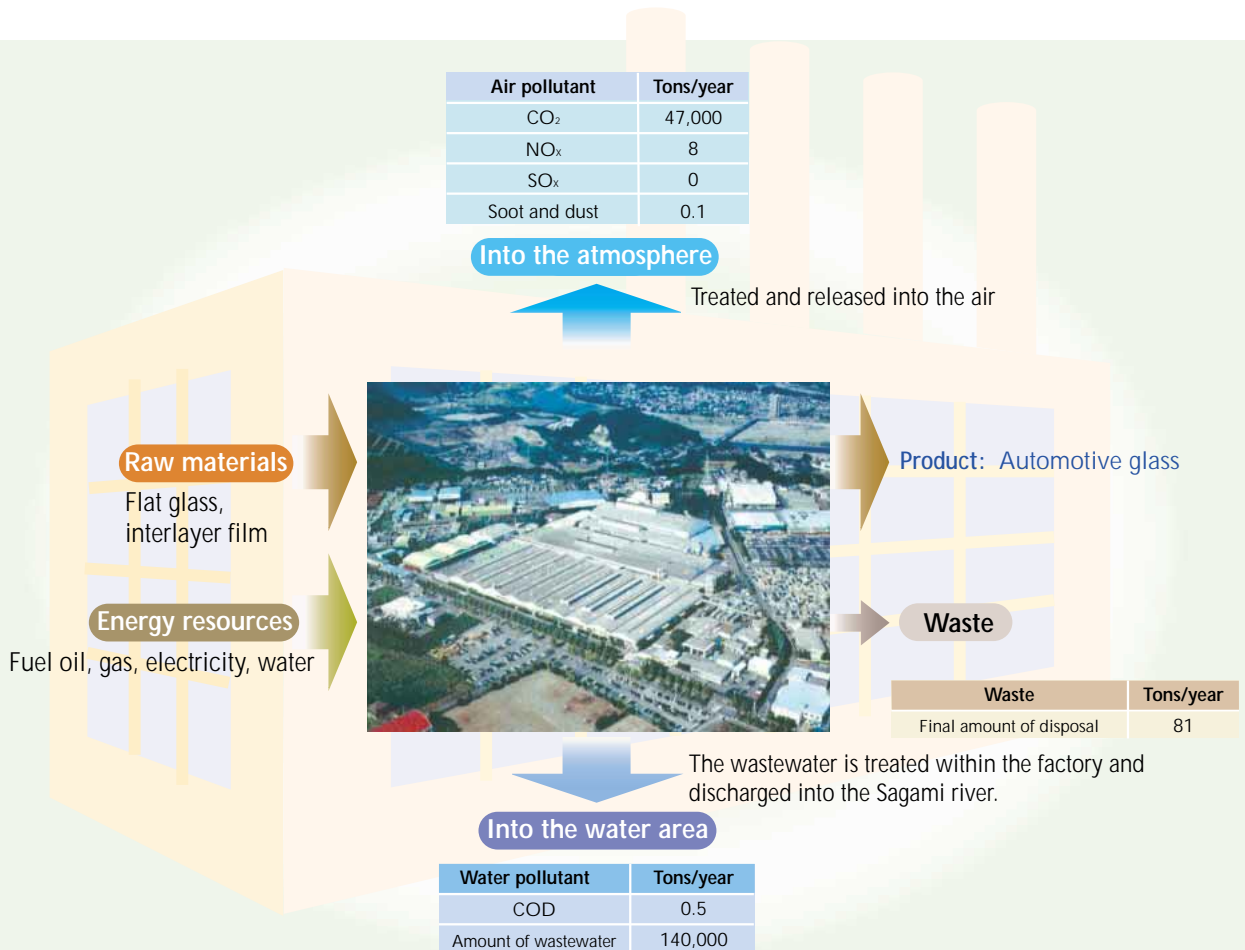 Air pollutant Tons/year
CO₂ 47,000
NOx 8
SOx 0
Soot and dust 0.1
Into the atmosphere
Treated and released into the air
Raw materials
Flat glass,
interlayer film
Product: Automotive glass
Energy resources
Fuel oil, gas, electricity, water
Waste
Waste Tons/year
Final amount of disposal 81
The wastewater is treated within the factory and
discharged into the Sagami river.
Into the water area
Water pollutant Tons/year
COD 0.5
Amount of wastewater 140,000